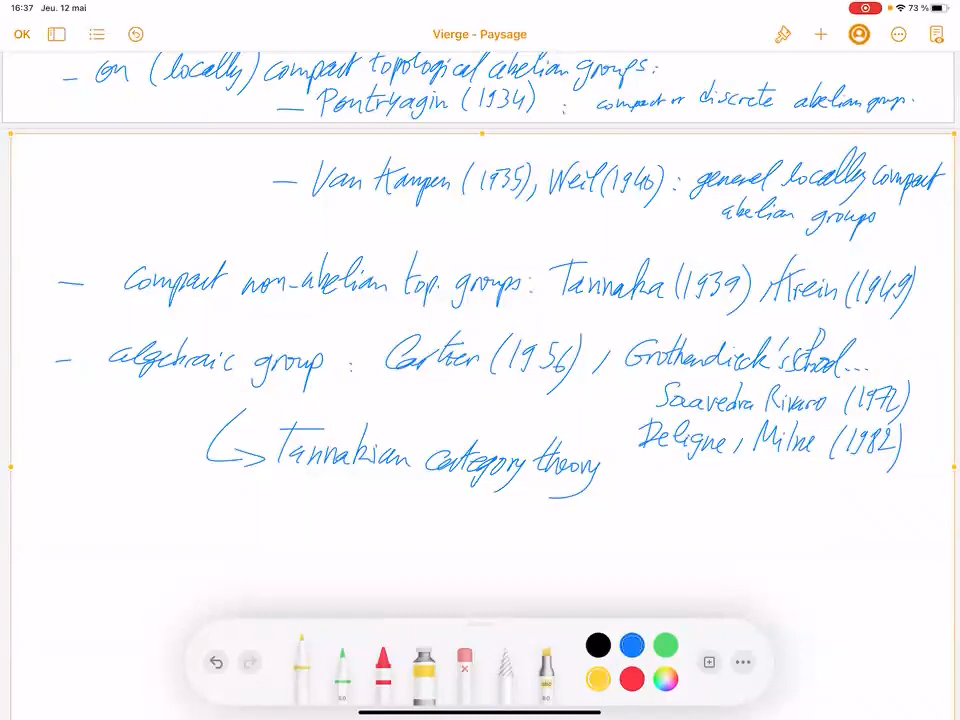 16:37 Jeu. 12 mai 73 %
OK Vierge – Paysage
– on (locally) compact topological abelian groups:
– Pontryagin (1934) : compact or discrete abelian group.
– Van Kampen (1935), Weil (1940) : general locally compact
abelian groups
– compact non-abelian top. groups: Tannaka (1939), Krein (1949)
– algebraic group : Cartier (1956), Grothendieck's school...
Saavedra Rivano (1972)
Deligne, Milne (1982)
↳ Tannakian category theory